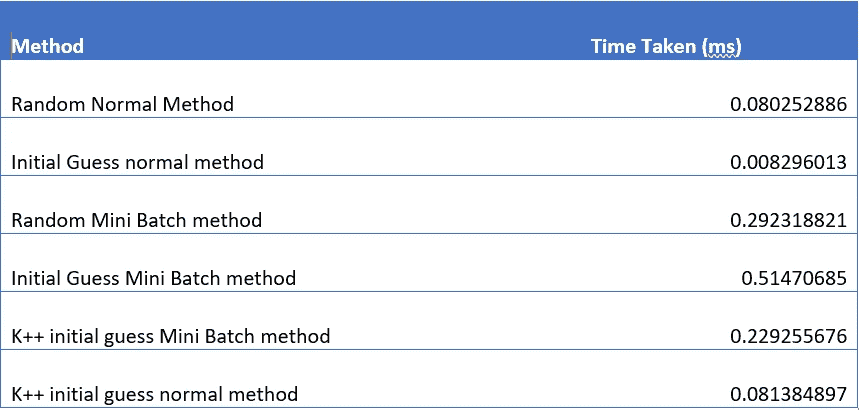 Method Time Taken (ms)
Random Normal Method 0.080252886
Initial Guess normal method 0.008296013
Random Mini Batch method 0.292318821
Initial Guess Mini Batch method 0.51470685
K++ initial guess Mini Batch method 0.229255676
K++ initial guess normal method 0.081384897